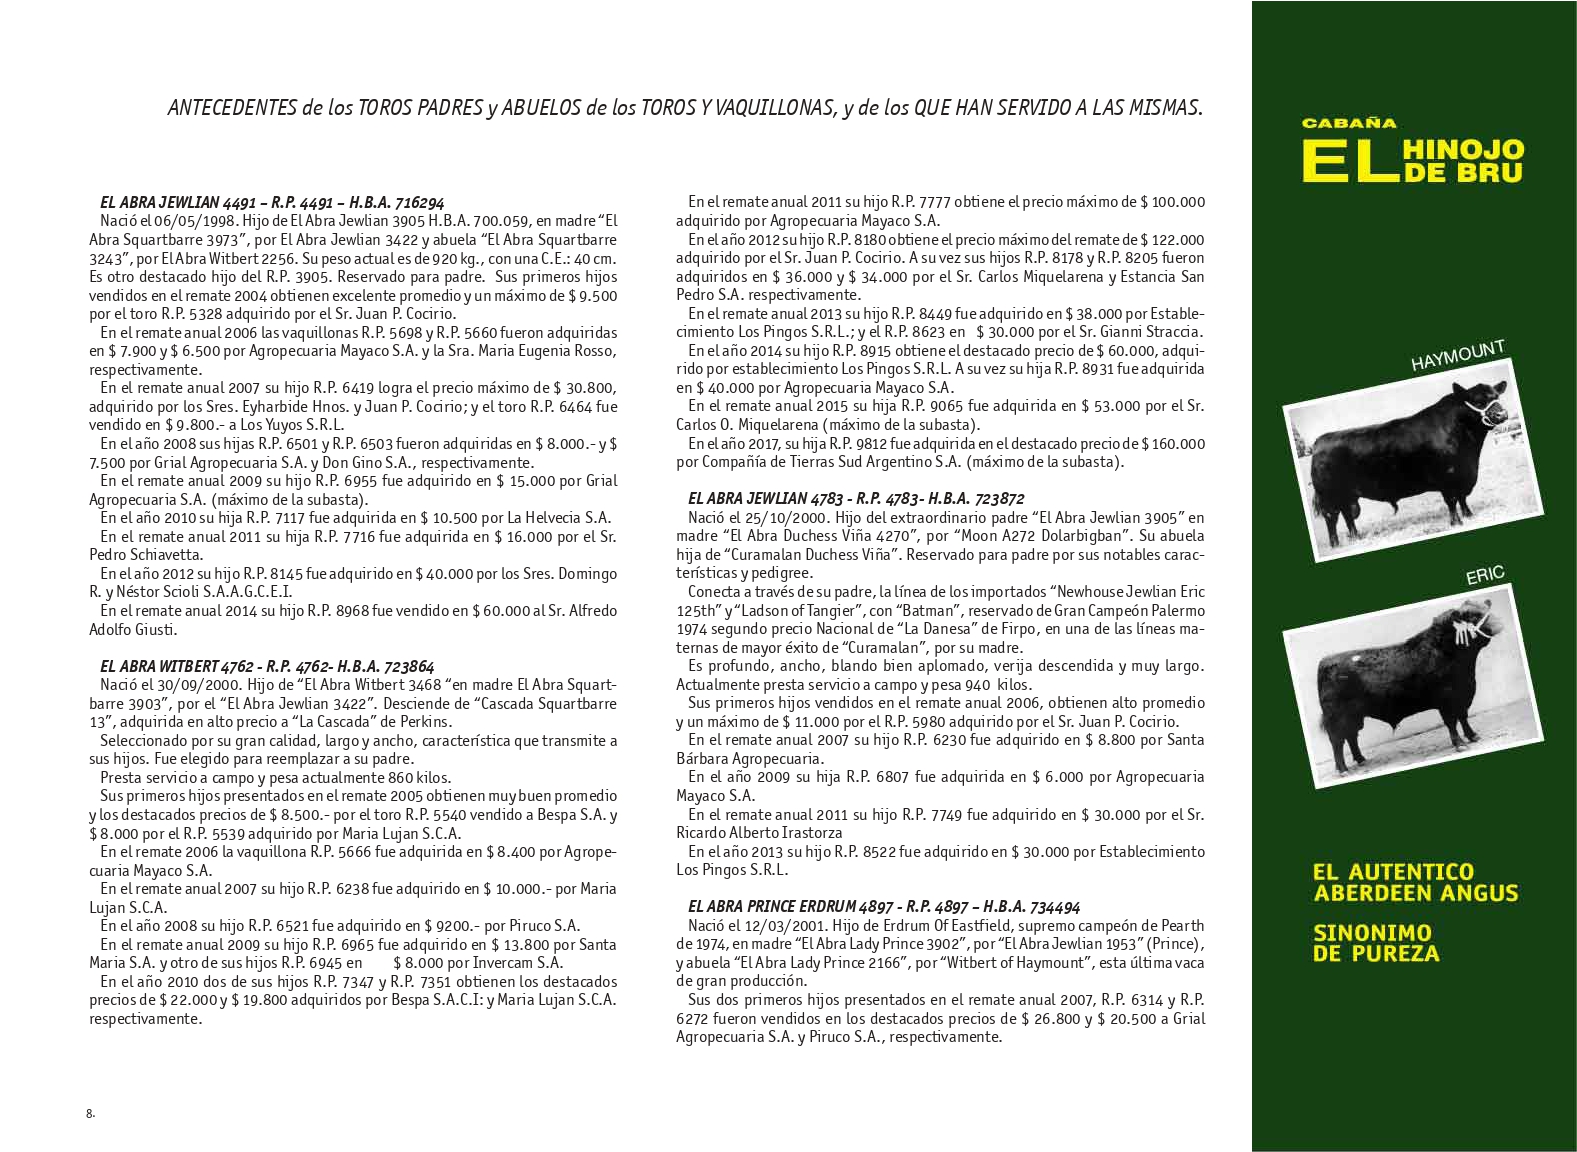 ANTECEDENTES de los TOROS PADRES y ABUELOS de los TOROS Y VAQUILLONAS, y de los QUE HAN SERVIDO A LAS MISMAS.
EL ABRA JEWLIAN 4491 – R.P. 4491 – H.B.A. 716294
Nació el 06/05/1998. Hijo de El Abra Jewlian 3905 H.B.A. 700.059, en madre “El
Abra Squartbarre 3973”, por El Abra Jewlian 3422 y abuela “El Abra Squartbarre
3243”, por El Abra Witbert 2256. Su peso actual es de 920 kg., con una C.E.: 40 cm.
Es otro destacado hijo del R.P. 3905. Reservado para padre.  Sus primeros hijos
vendidos en el remate 2004 obtienen excelente promedio y un máximo de $ 9.500
por el toro R.P. 5328 adquirido por el Sr. Juan P. Cocirio.
En el remate anual 2006 las vaquillonas R.P. 5698 y R.P. 5660 fueron adquiridas
en $ 7.900 y $ 6.500 por Agropecuaria Mayaco S.A. y la Sra. Maria Eugenia Rosso,
respectivamente.
En el remate anual 2007 su hijo R.P. 6419 logra el precio máximo de $ 30.800,
adquirido por los Sres. Eyharbide Hnos. y Juan P. Cocirio; y el toro R.P. 6464 fue
vendido en $ 9.800.- a Los Yuyos S.R.L.
En el año 2008 sus hijas R.P. 6501 y R.P. 6503 fueron adquiridas en $ 8.000.- y $
7.500 por Grial Agropecuaria S.A. y Don Gino S.A., respectivamente.
En el remate anual 2009 su hijo R.P. 6955 fue adquirido en $ 15.000 por Grial
Agropecuaria S.A. (máximo de la subasta).
En el año 2010 su hija R.P. 7117 fue adquirida en $ 10.500 por La Helvecia S.A.
En el remate anual 2011 su hija R.P. 7716 fue adquirida en $ 16.000 por el Sr.
Pedro Schiavetta.
En el año 2012 su hijo R.P. 8145 fue adquirido en $ 40.000 por los Sres. Domingo
R. y Néstor Scioli S.A.A.G.C.E.I.
En el remate anual 2014 su hijo R.P. 8968 fue vendido en $ 60.000 al Sr. Alfredo
Adolfo Giusti.
EL ABRA WITBERT 4762 - R.P. 4762- H.B.A. 723864
Nació el 30/09/2000. Hijo de “El Abra Witbert 3468 “en madre El Abra Squart-
barre 3903”, por el “El Abra Jewlian 3422”. Desciende de “Cascada Squartbarre
13”, adquirida en alto precio a “La Cascada” de Perkins.
Seleccionado por su gran calidad, largo y ancho, característica que transmite a
sus hijos. Fue elegido para reemplazar a su padre.
Presta servicio a campo y pesa actualmente 860 kilos.
Sus primeros hijos presentados en el remate 2005 obtienen muy buen promedio
y los destacados precios de $ 8.500.- por el toro R.P. 5540 vendido a Bespa S.A. y
$ 8.000 por el R.P. 5539 adquirido por Maria Lujan S.C.A.
En el remate 2006 la vaquillona R.P. 5666 fue adquirida en $ 8.400 por Agrope-
cuaria Mayaco S.A.
En el remate anual 2007 su hijo R.P. 6238 fue adquirido en $ 10.000.- por Maria
Lujan S.C.A.
En el año 2008 su hijo R.P. 6521 fue adquirido en $ 9200.- por Piruco S.A.
En el remate anual 2009 su hijo R.P. 6965 fue adquirido en $ 13.800 por Santa
Maria S.A. y otro de sus hijos R.P. 6945 en      $ 8.000 por Invercam S.A.
En el año 2010 dos de sus hijos R.P. 7347 y R.P. 7351 obtienen los destacados
precios de $ 22.000 y $ 19.800 adquiridos por Bespa S.A.C.I: y Maria Lujan S.C.A.
respectivamente.
En el remate anual 2011 su hijo R.P. 7777 obtiene el precio máximo de $ 100.000
adquirido por Agropecuaria Mayaco S.A.
En el año 2012 su hijo R.P. 8180 obtiene el precio máximo del remate de $ 122.000
adquirido por el Sr. Juan P. Cocirio. A su vez sus hijos R.P. 8178 y R.P. 8205 fueron
adquiridos en $ 36.000 y $ 34.000 por el Sr. Carlos Miquelarena y Estancia San
Pedro S.A. respectivamente.
En el remate anual 2013 su hijo R.P. 8449 fue adquirido en $ 38.000 por Estable-
cimiento Los Pingos S.R.L.; y el R.P. 8623 en  $ 30.000 por el Sr. Gianni Straccia.
En el año 2014 su hijo R.P. 8915 obtiene el destacado precio de $ 60.000, adqui-
rido por establecimiento Los Pingos S.R.L. A su vez su hija R.P. 8931 fue adquirida
en $ 40.000 por Agropecuaria Mayaco S.A.
En el remate anual 2015 su hija R.P. 9065 fue adquirida en $ 53.000 por el Sr.
Carlos O. Miquelarena (máximo de la subasta).
En el año 2017, su hija R.P. 9812 fue adquirida en el destacado precio de $ 160.000
por Compañía de Tierras Sud Argentino S.A. (máximo de la subasta).
EL ABRA JEWLIAN 4783 - R.P. 4783- H.B.A. 723872
Nació el 25/10/2000. Hijo del extraordinario padre “El Abra Jewlian 3905” en
madre “El Abra Duchess Viña 4270”, por “Moon A272 Dolarbigban”. Su abuela
hija de “Curamalan Duchess Viña”. Reservado para padre por sus notables carac-
terísticas y pedigree.
Conecta a través de su padre, la línea de los importados “Newhouse Jewlian Eric
125th” y “Ladson of Tangier”, con “Batman”, reservado de Gran Campeón Palermo
1974 segundo precio Nacional de “La Danesa” de Firpo, en una de las líneas ma-
ternas de mayor éxito de “Curamalan”, por su madre.
Es profundo, ancho, blando bien aplomado, verija descendida y muy largo.
Actualmente presta servicio a campo y pesa 940  kilos.
Sus primeros hijos vendidos en el remate anual 2006, obtienen alto promedio
y un máximo de $ 11.000 por el R.P. 5980 adquirido por el Sr. Juan P. Cocirio.
En el remate anual 2007 su hijo R.P. 6230 fue adquirido en $ 8.800 por Santa
Bárbara Agropecuaria.
En el año 2009 su hija R.P. 6807 fue adquirida en $ 6.000 por Agropecuaria
Mayaco S.A.
En el remate anual 2011 su hijo R.P. 7749 fue adquirido en $ 30.000 por el Sr.
Ricardo Alberto Irastorza
En el año 2013 su hijo R.P. 8522 fue adquirido en $ 30.000 por Establecimiento
Los Pingos S.R.L.
EL ABRA PRINCE ERDRUM 4897 - R.P. 4897 – H.B.A. 734494
Nació el 12/03/2001. Hijo de Erdrum Of Eastfield, supremo campeón de Pearth
de 1974, en madre “El Abra Lady Prince 3902”, por “El Abra Jewlian 1953” (Prince),
y abuela “El Abra Lady Prince 2166”, por “Witbert of Haymount”, esta última vaca
de gran producción.
Sus dos primeros hijos presentados en el remate anual 2007, R.P. 6314 y R.P.
6272 fueron vendidos en los destacados precios de $ 26.800 y $ 20.500 a Grial
Agropecuaria S.A. y Piruco S.A., respectivamente.
8.
CABAÑA
EL HINOJO
DE BRU
HAYMOUNT
ERIC
EL AUTENTICO
ABERDEEN ANGUS
SINONIMO
DE PUREZA